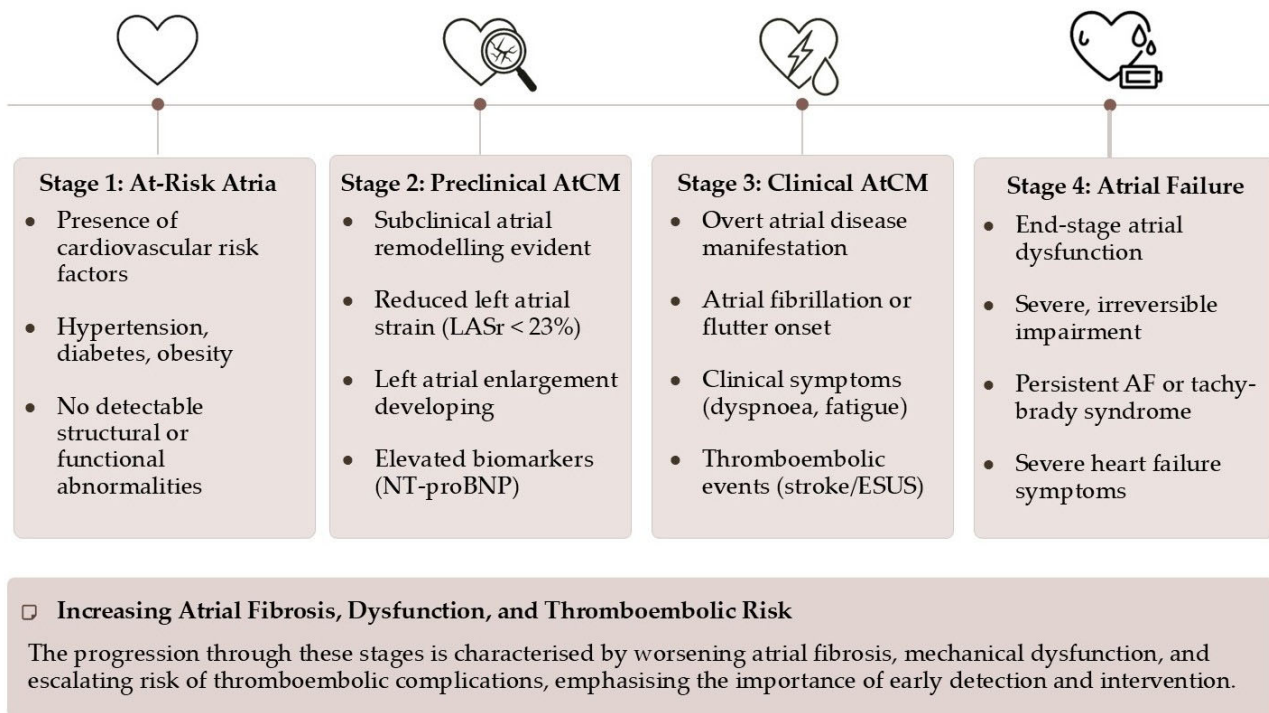 Stage 1: At-Risk Atria
• Presence of
cardiovascular risk
factors
• Hypertension,
diabetes, obesity
• No detectable
structural or
functional
abnormalities
Stage 2: Preclinical AtCM
• Subclinical atrial
remodelling evident
• Reduced left atrial
strain (LASr < 23%)
• Left atrial enlargement
developing
• Elevated biomarkers
(NT-proBNP)
Stage 3: Clinical AtCM
• Overt atrial disease
manifestation
• Atrial fibrillation or
flutter onset
• Clinical symptoms
(dyspnoea, fatigue)
• Thromboembolic
events (stroke/ESUS)
Stage 4: Atrial Failure
• End-stage atrial
dysfunction
• Severe, irreversible
impairment
• Persistent AF or tachy-
brady syndrome
• Severe heart failure
symptoms
Increasing Atrial Fibrosis, Dysfunction, and Thromboembolic Risk
The progression through these stages is characterised by worsening atrial fibrosis, mechanical dysfunction, and
escalating risk of thromboembolic complications, emphasising the importance of early detection and intervention.